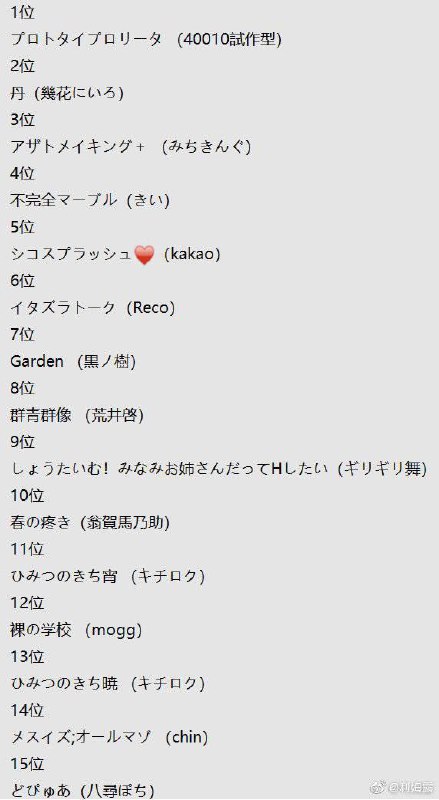 1位
プロトタイプロリータ （40010試作型）
2位
丹（幾花にいろ）
3位
アザトメイキング＋ （みちきんぐ）
4位
不完全マーブル（きい）
5位
シコスプラッシュ♥️（kakao）
6位
イタズラトーク（Reco）
7位
Garden （黒ノ樹）
8位
群青群像 （荒井啓）
9位
しょうたいむ！みなみお姉さんだってHしたい（ギリギリ舞）
10位
春の疼き（翁賀馬乃助）
11位
ひみつのきち宵 （キチロク）
12位
裸の学校 （mogg）
13位
ひみつのきち暁 （キチロク）
14位
メスイズ;オールマゾ （chin）
15位
どぴゅあ（八尋ぽち）